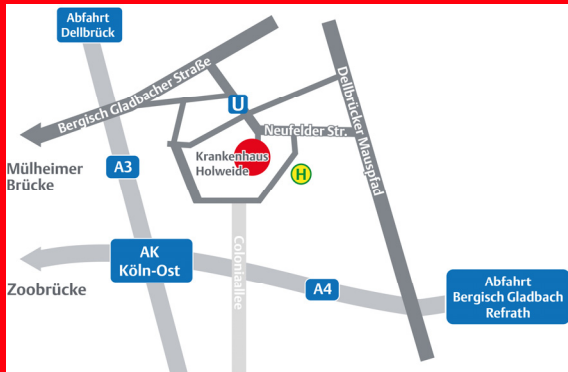 Abfahrt
Dellbrück
Bergisch Gladbacher Straße
U
Dellbrücker Mauspfad
Neufelder Str.
Krankenhaus
Holweide
H
Mülheimer
Brücke
A3
Coloniaallee
AK
Köln-Ost
Zoobrücke
A4
Abfahrt
Bergisch Gladbach
Refrath